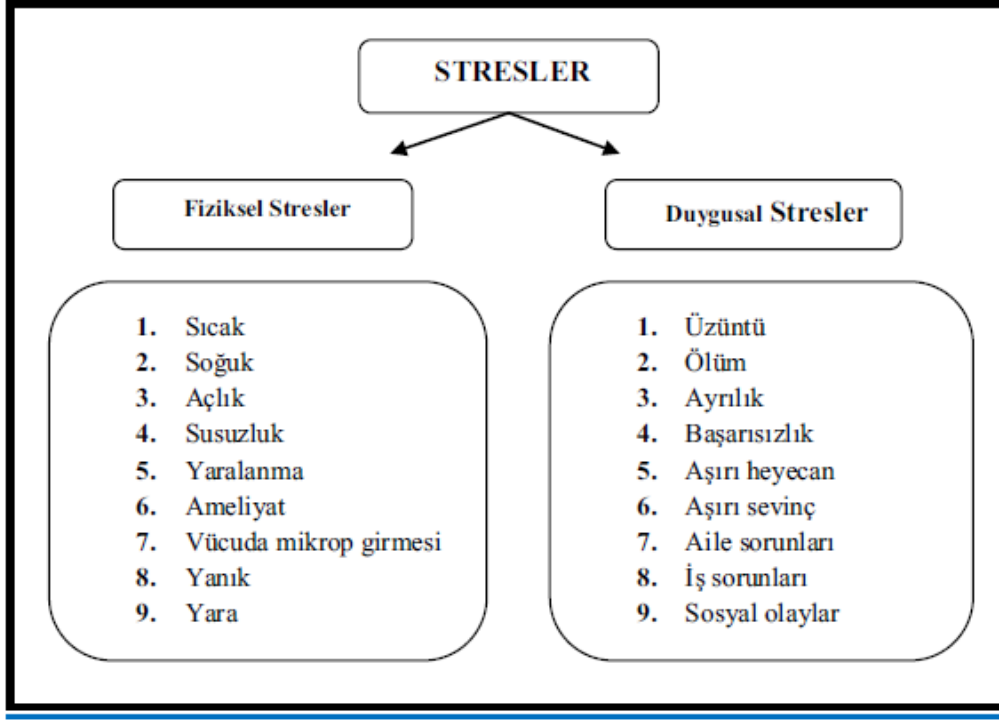 STRESLER
Fiziksel Stresler
Duygusal Stresler
1. Sıcak
2. Soğuk
3. Açlık
4. Susuzluk
5. Yaralanma
6. Ameliyat
7. Vücuda mikrop girmesi
8. Yanık
9. Yara
1. Üzüntü
2. Ölüm
3. Ayrılık
4. Başarısızlık
5. Aşırı heyecan
6. Aşırı sevinç
7. Aile sorunları
8. İş sorunları
9. Sosyal olaylar